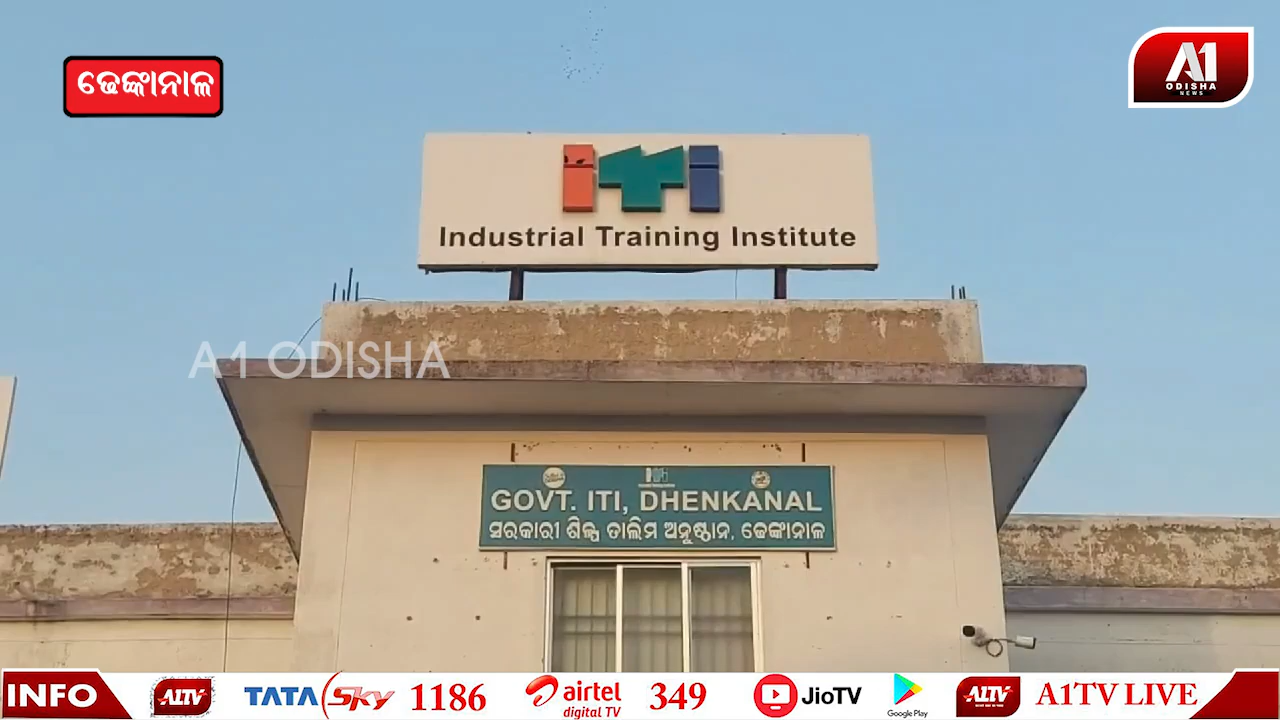 ଢେଙ୍କାନାଳ
A1
ODISHA
NEWS
iTi
Industrial Training Institute
A1 ODISHA
GOVT. ITI, DHENKANAL
ସରକାରୀ ଶିଳ୍ପ ତାଲିମ ଅନୁଷ୍ଠାନ, ଢେଙ୍କାନାଳ
INFO A1TV TATA Sky 1186 airtel digital TV 349 JioTV Google Play A1TV A1TV LIVE